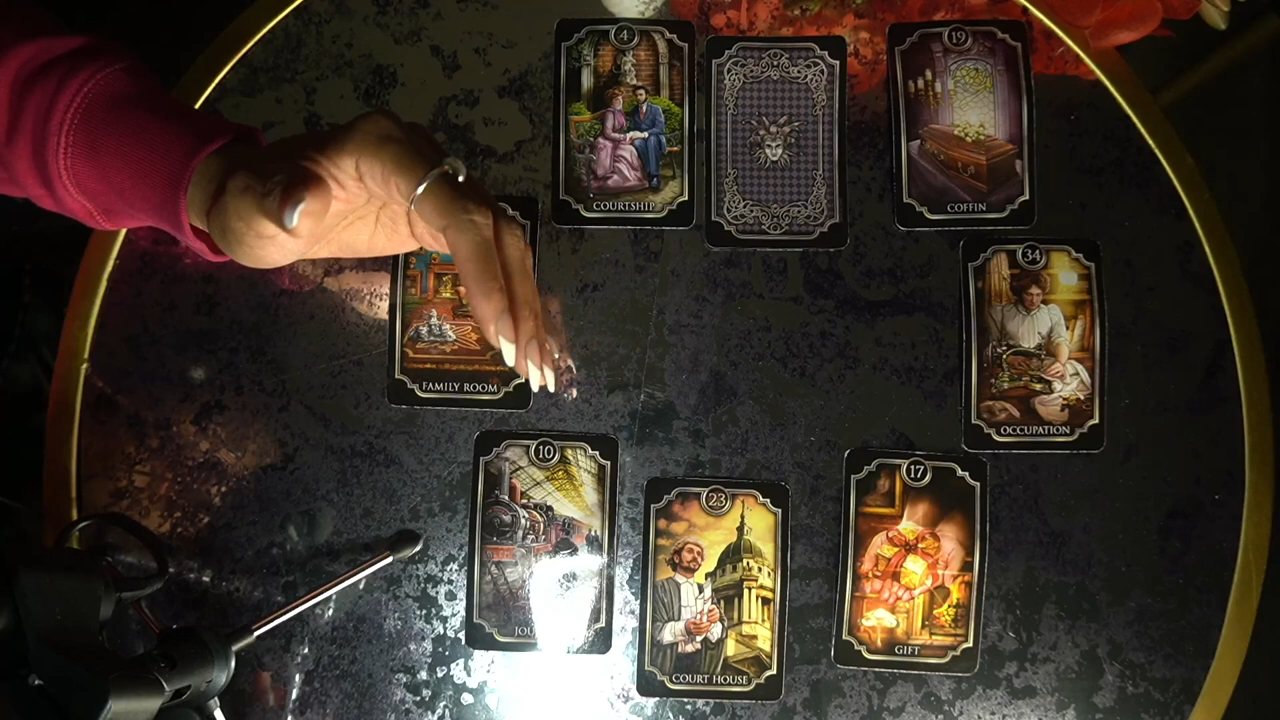 4
COURTSHIP
19
COFFIN
FAMILY ROOM
34
OCCUPATION
10
23
COURT HOUSE
17
GIFT